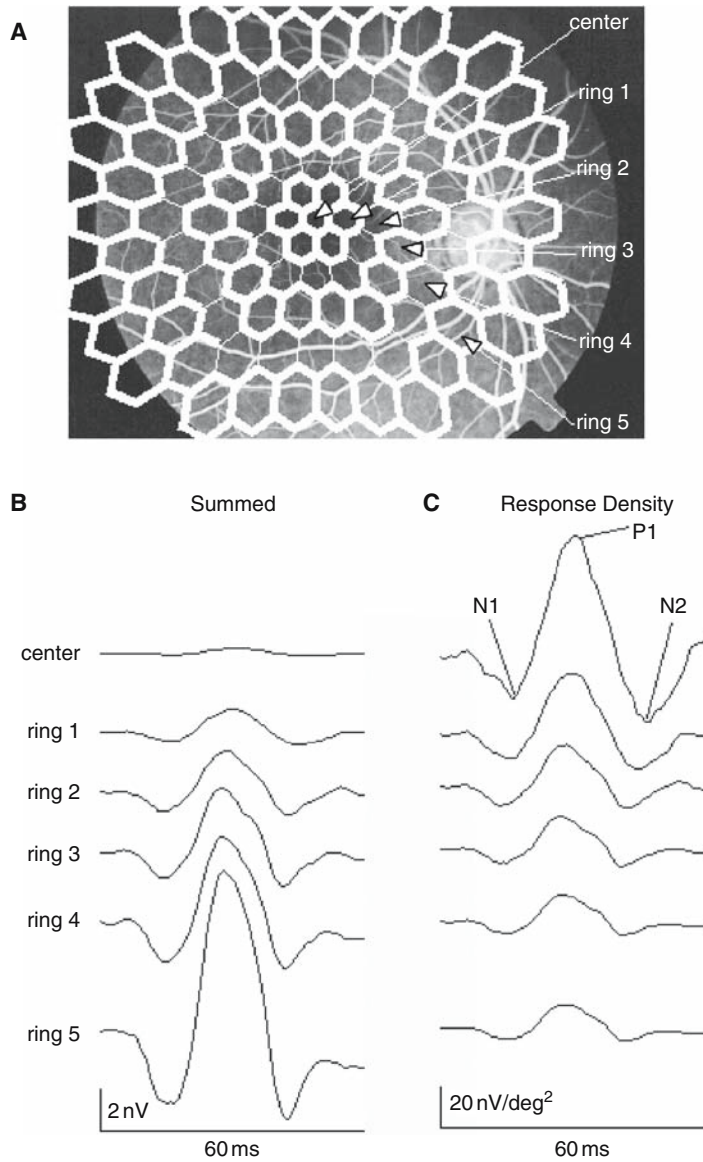 A
center
ring 1
ring 2
ring 3
ring 4
ring 5
B Summed
C Response Density
P1
N1 N2
center
ring 1
ring 2
ring 3
ring 4
ring 5
2 nV
60 ms
20 nV/deg²
60 ms